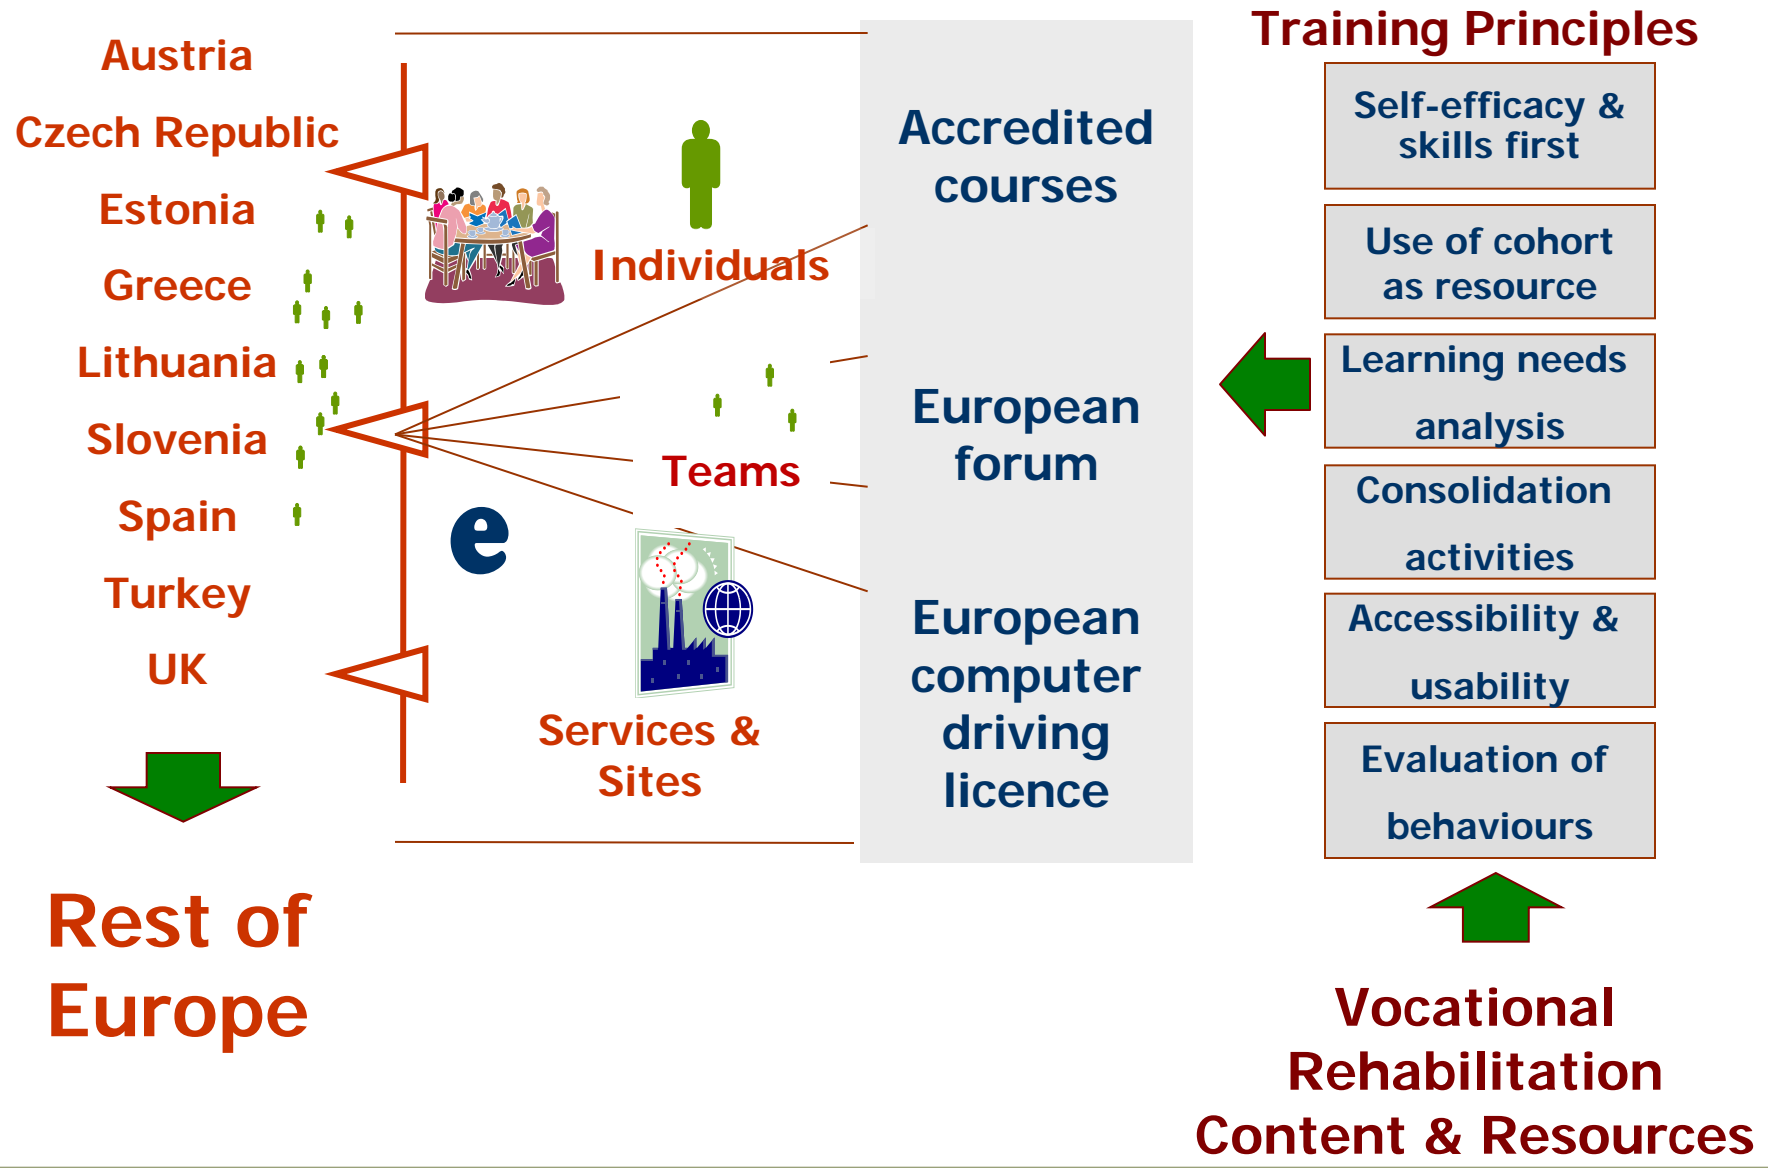 Austria
Czech Republic
Estonia
Greece
Lithuania
Slovenia
Spain
Turkey
UK
Rest of
Europe
Individuals
Teams
e
Services &
Sites
Accredited
courses
European
forum
European
computer
driving
licence
Training Principles
Self-efficacy &
skills first
Use of cohort
as resource
Learning needs
analysis
Consolidation
activities
Accessibility &
usability
Evaluation of
behaviours
Vocational
Rehabilitation
Content & Resources